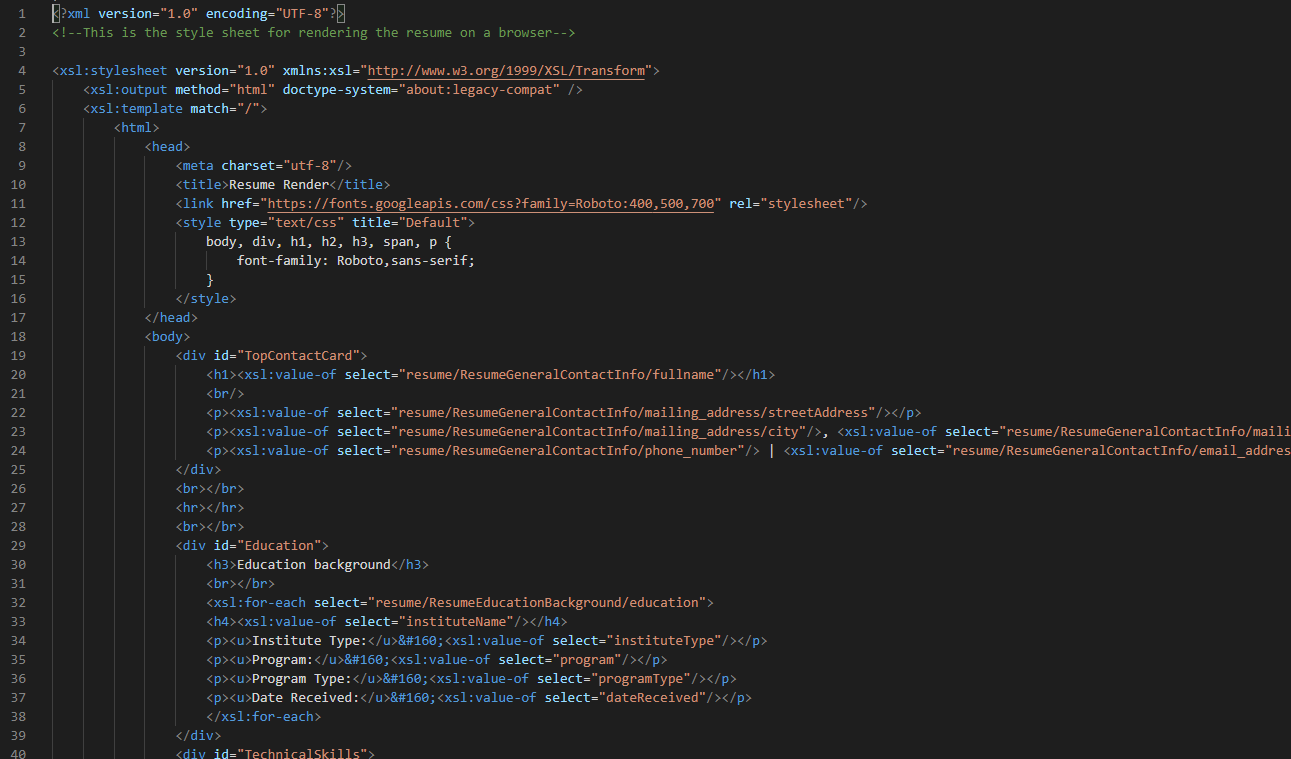 1 <?xml version="1.0" encoding="UTF-8"?>
2 <!--This is the style sheet for rendering the resume on a browser-->
3
4 <xsl:stylesheet version="1.0" xmlns:xsl="http://www.w3.org/1999/XSL/Transform">
5 <xsl:output method="html" doctype-system="about:legacy-compat" />
6 <xsl:template match="/">
7 <html>
8 <head>
9 <meta charset="utf-8"/>
10 <title>Resume Render</title>
11 <link href="https://fonts.googleapis.com/css?family=Roboto:400,500,700" rel="stylesheet"/>
12 <style type="text/css" title="Default">
13 body, div, h1, h2, h3, span, p {
14 font-family: Roboto,sans-serif;
15 }
16 </style>
17 </head>
18 <body>
19 <div id="TopContactCard">
20 <h1><xsl:value-of select="resume/ResumeGeneralContactInfo/fullname"/></h1>
21 <br/>
22 <p><xsl:value-of select="resume/ResumeGeneralContactInfo/mailing_address/streetAddress"/></p>
23 <p><xsl:value-of select="resume/ResumeGeneralContactInfo/mailing_address/city"/>, <xsl:value-of select="resume/ResumeGeneralContactInfo/maili
24 <p><xsl:value-of select="resume/ResumeGeneralContactInfo/phone_number"/> | <xsl:value-of select="resume/ResumeGeneralContactInfo/email_addres
25 </div>
26 <br></br>
27 <hr></hr>
28 <br></br>
29 <div id="Education">
30 <h3>Education background</h3>
31 <br></br>
32 <xsl:for-each select="resume/ResumeEducationBackground/education">
33 <h4><xsl:value-of select="instituteName"/></h4>
34 <p><u>Institute Type:</u>&#160;<xsl:value-of select="instituteType"/></p>
35 <p><u>Program:</u>&#160;<xsl:value-of select="program"/></p>
36 <p><u>Program Type:</u>&#160;<xsl:value-of select="programType"/></p>
37 <p><u>Date Received:</u>&#160;<xsl:value-of select="dateReceived"/></p>
38 </xsl:for-each>
39 </div>
40 <div id="TechnicalSkills">